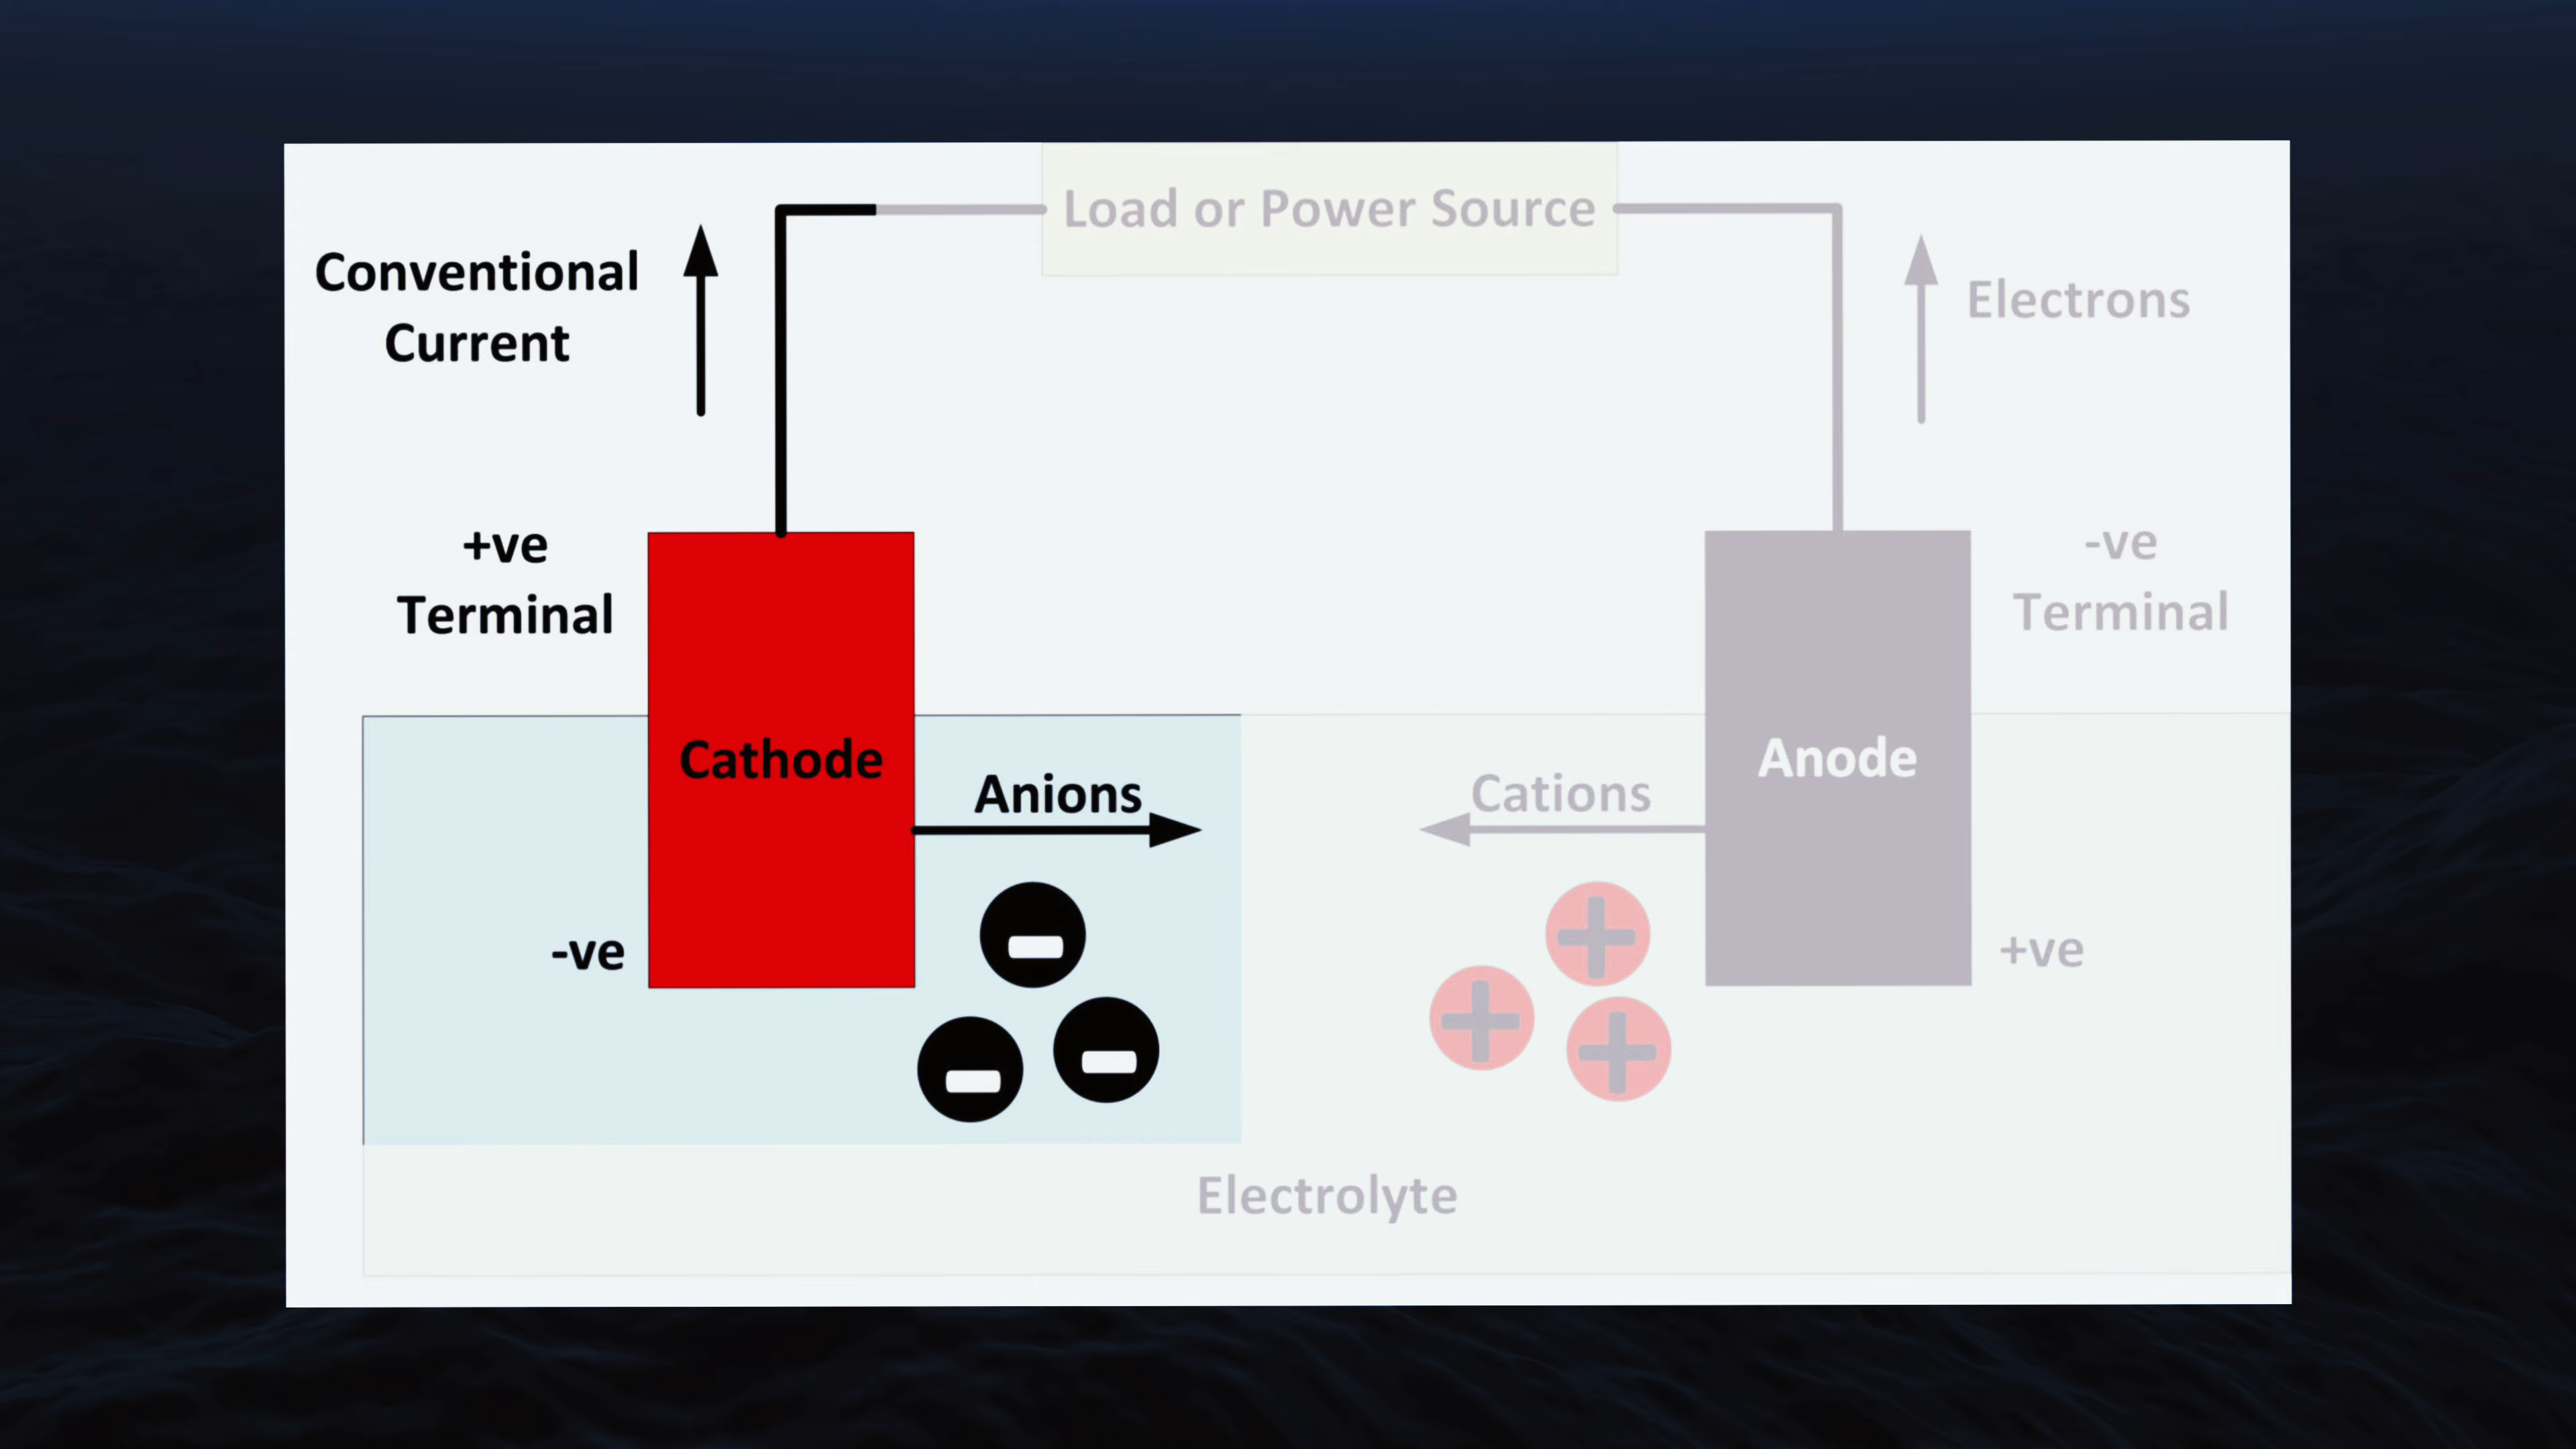 Load or Power Source
Conventional
Current
Electrons
+ve
Terminal
-ve
Terminal
Cathode
Anode
Anions
Cations
-ve
+ve
Electrolyte